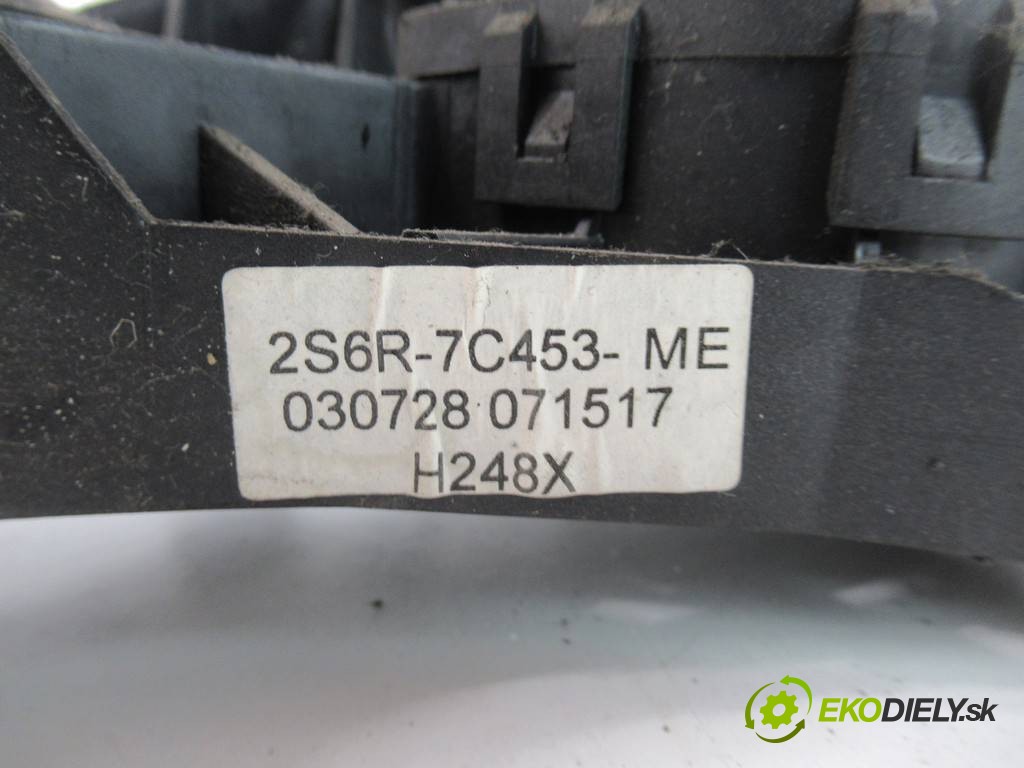 2S6R-7C453- ME
030728 071517
H248X
EKODIELY.sk